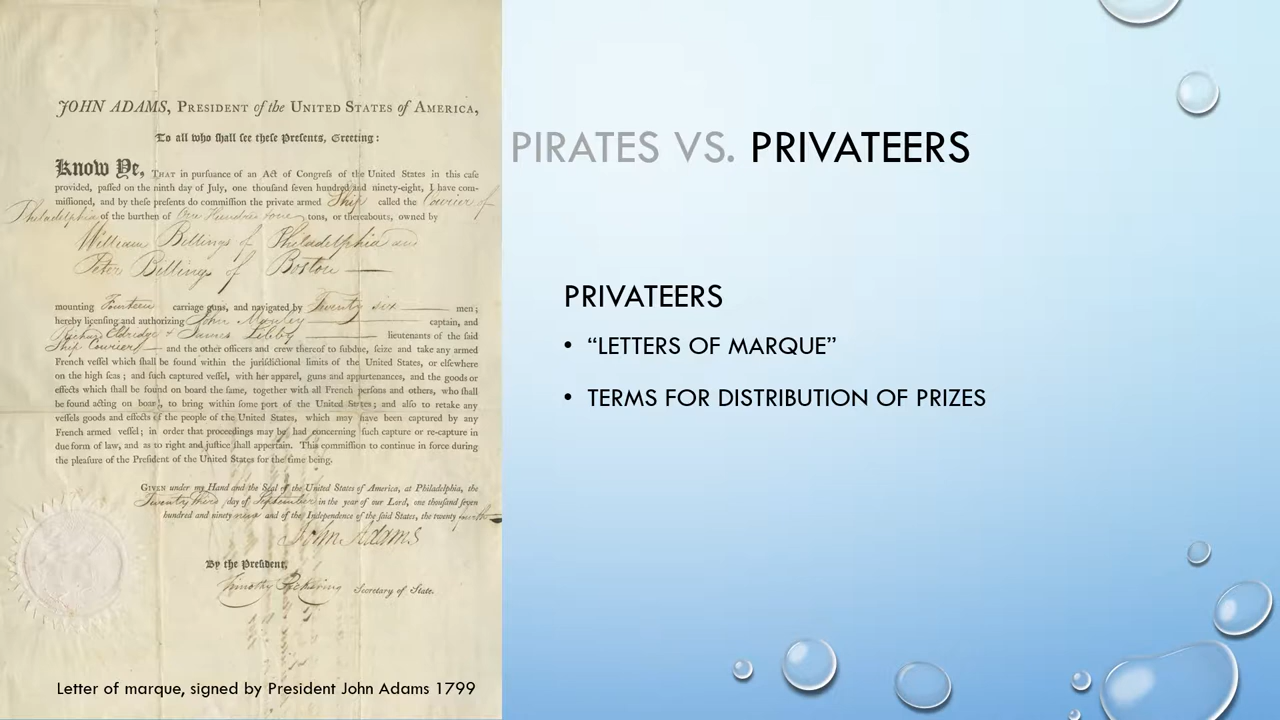 JOHN ADAMS, PRESIDENT of the UNITED STATES of AMERICA,
To all who ſhall ſee theſe Preſents, Greeting:
Know Ye, THAT in purſuance of an Act of Congreſs of the United States in this caſe
provided, paſſed on the ninth day of July, one thouſand ſeven hundred and ninety-eight, I have com-
miſſioned, and by theſe preſents do commiſſion the private armed Ship called the Courier of
Philadelphia of the burthen of One Hundred four tons, or thereabouts, owned by
William Billings of Philadelphia and
Peter Billings of Boston
mounting Fourteen carriage guns, and navigated by Twenty six men;
hereby licenſing and authorizing John Manley captain, and
Richard Eldridge & James Libby lieutenants of the ſaid
Ship Courier and the other officers and crew thereof to ſubdue, ſeize and take any armed
French veſſel which ſhall be found within the juriſdictional limits of the United States, or elſewhere
on the high ſeas; and ſuch captured veſſel, with her apparel, guns and appurtenances, and the goods or
effects which ſhall be found on board the ſame, together with all French perſons and others, who ſhall
be found acting on board, to bring within ſome port of the United States; and alſo to retake any
veſſels goods and effects of the people of the United States, which may have been captured by any
French armed veſſel; in order that proceedings may be had concerning ſuch capture or re-capture in
due form of law, and as to right and juſtice ſhall appertain. This commiſſion to continue in force during
the pleaſure of the Preſident of the United States for the time being.
GIVEN under my Hand and the Seal of the United States of America, at Philadelphia, the
Twenty third day of September in the year of our Lord, one thouſand ſeven
hundred and ninety nine and of the Independence of the ſaid States, the twenty fourth
John Adams
By the Preſident,
Timothy Pickering Secretary of State.
Letter of marque, signed by President John Adams 1799
PIRATES VS. PRIVATEERS
PRIVATEERS
• “LETTERS OF MARQUE”
• TERMS FOR DISTRIBUTION OF PRIZES